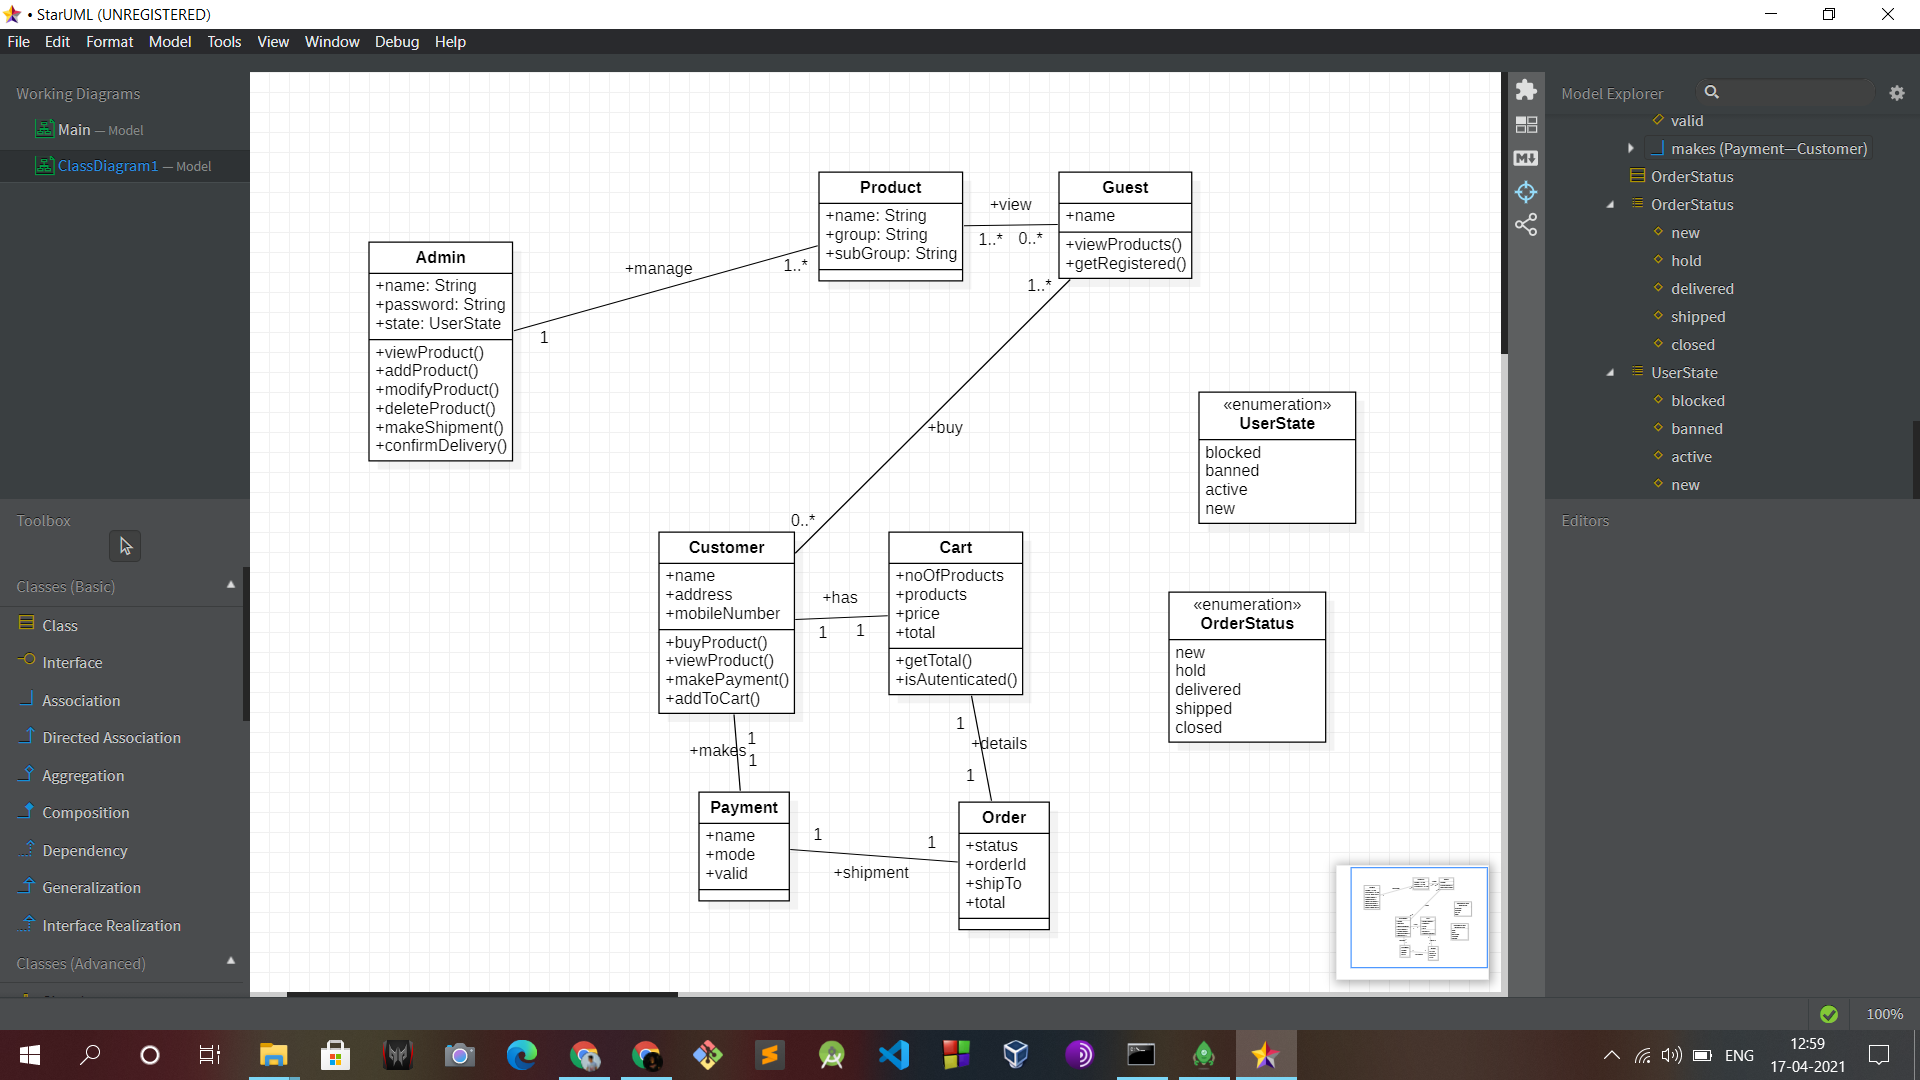 • StarUML (UNREGISTERED)
File Edit Format Model Tools View Window Debug Help
Working Diagrams
Main — Model
ClassDiagram1 — Model
Toolbox
Classes (Basic)
Class
Interface
Association
Directed Association
Aggregation
Composition
Dependency
Generalization
Interface Realization
Classes (Advanced)
Admin
+name: String
+password: String
+state: UserState
+viewProduct()
+addProduct()
+modifyProduct()
+deleteProduct()
+makeShipment()
+confirmDelivery()
+manage
1
1..*
Product
+name: String
+group: String
+subGroup: String
+view
1..*
0..*
Guest
+name
+viewProducts()
+getRegistered()
1..*
+buy
0..*
Customer
+name
+address
+mobileNumber
+buyProduct()
+viewProduct()
+makePayment()
+addToCart()
+has
1
1
Cart
+noOfProducts
+products
+price
+total
+getTotal()
+isAutenticated()
1
+details
1
1
+makes
1
Payment
+name
+mode
+valid
1
1
+shipment
Order
+status
+orderId
+shipTo
+total
«enumeration»
UserState
blocked
banned
active
new
«enumeration»
OrderStatus
new
hold
delivered
shipped
closed
Model Explorer
valid
makes (Payment—Customer)
OrderStatus
OrderStatus
new
hold
delivered
shipped
closed
UserState
blocked
banned
active
new
Editors
100%
ENG
12:59
17-04-2021